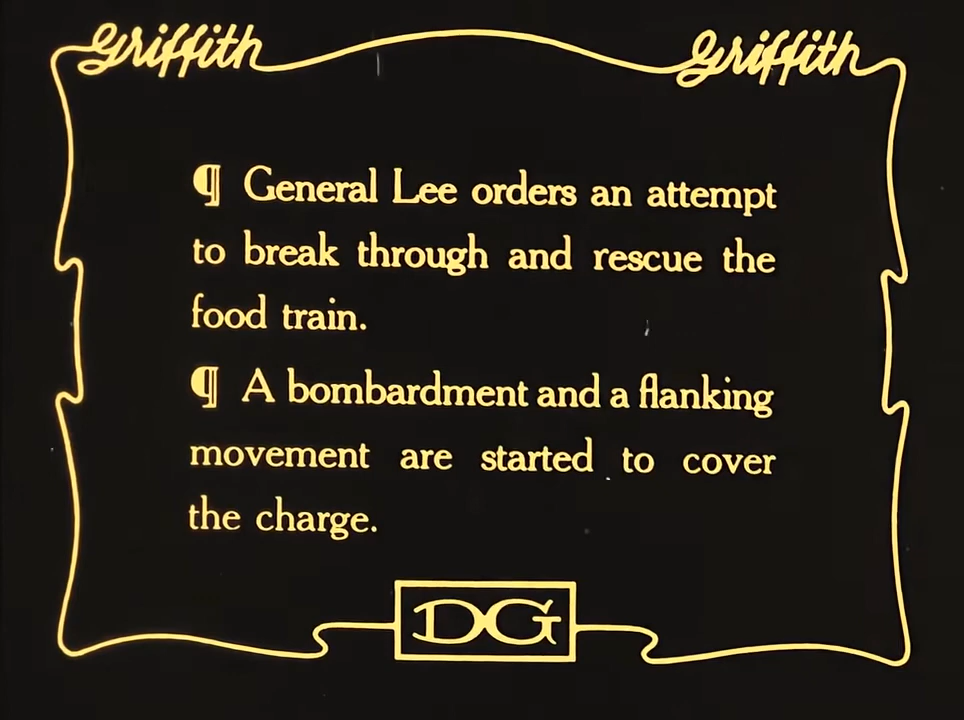 Griffith Griffith
¶ General Lee orders an attempt
to break through and rescue the
food train.
¶ A bombardment and a flanking
movement are started to cover
the charge.
DG